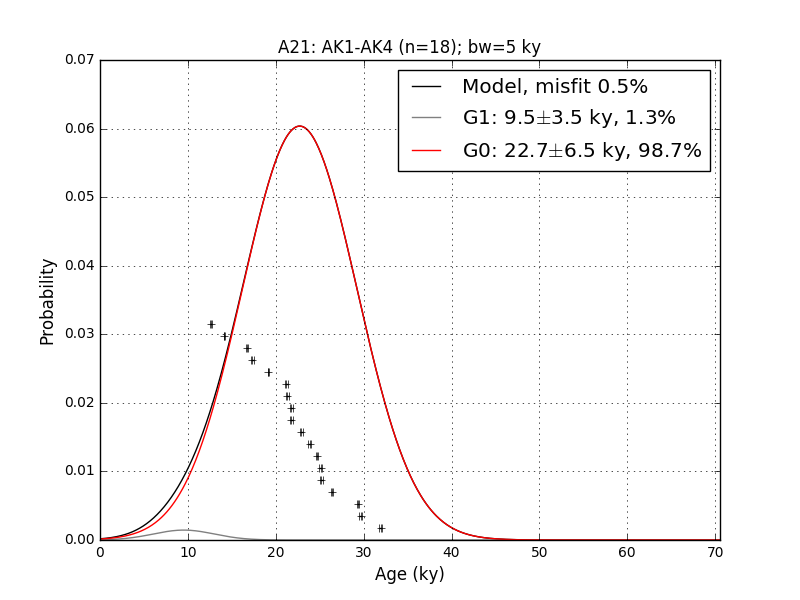 A21: AK1-AK4 (n=18); bw=5 ky
0.07
0.06
0.05
0.04
0.03
0.02
0.01
0.00
Probability
Model, misfit 0.5%
G1: 9.5±3.5 ky, 1.3%
G0: 22.7±6.5 ky, 98.7%
0 10 20 30 40 50 60 70
Age (ky)